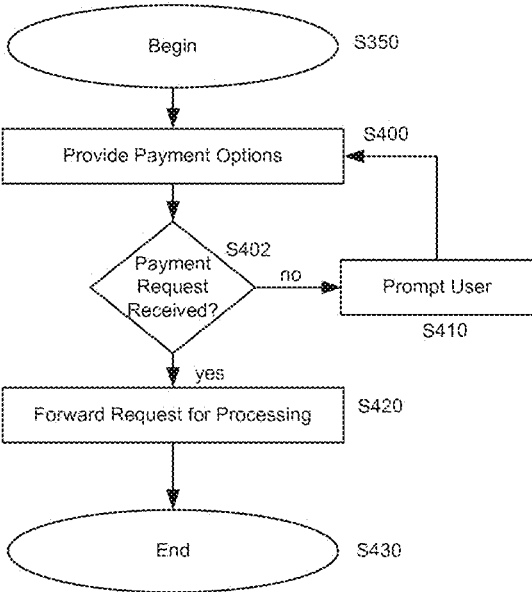 Begin
S350
S400
Provide Payment Options
S402
Payment
Request
Received?
no
Prompt User
S410
yes
Forward Request for Processing
S420
End
S430